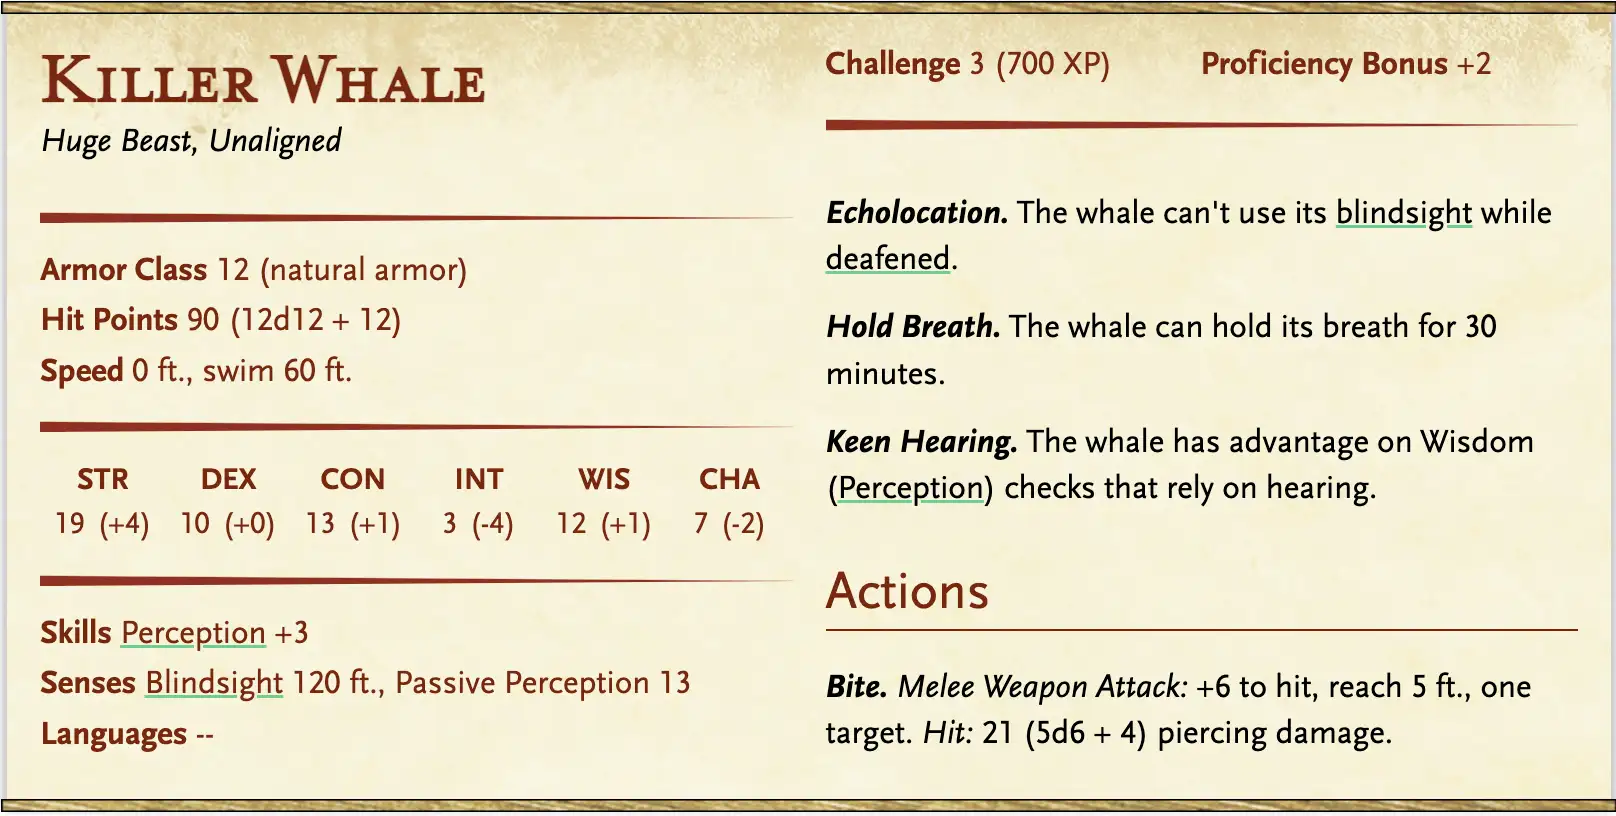 Killer Whale
Huge Beast, Unaligned
Armor Class 12 (natural armor)
Hit Points 90 (12d12 + 12)
Speed 0 ft., swim 60 ft.
STR DEX CON INT WIS CHA
19 (+4) 10 (+0) 13 (+1) 3 (-4) 12 (+1) 7 (-2)
Skills Perception +3
Senses Blindsight 120 ft., Passive Perception 13
Languages --
Challenge 3 (700 XP) Proficiency Bonus +2
Echolocation. The whale can't use its blindsight while
deafened.
Hold Breath. The whale can hold its breath for 30
minutes.
Keen Hearing. The whale has advantage on Wisdom
(Perception) checks that rely on hearing.
Actions
Bite. Melee Weapon Attack: +6 to hit, reach 5 ft., one
target. Hit: 21 (5d6 + 4) piercing damage.